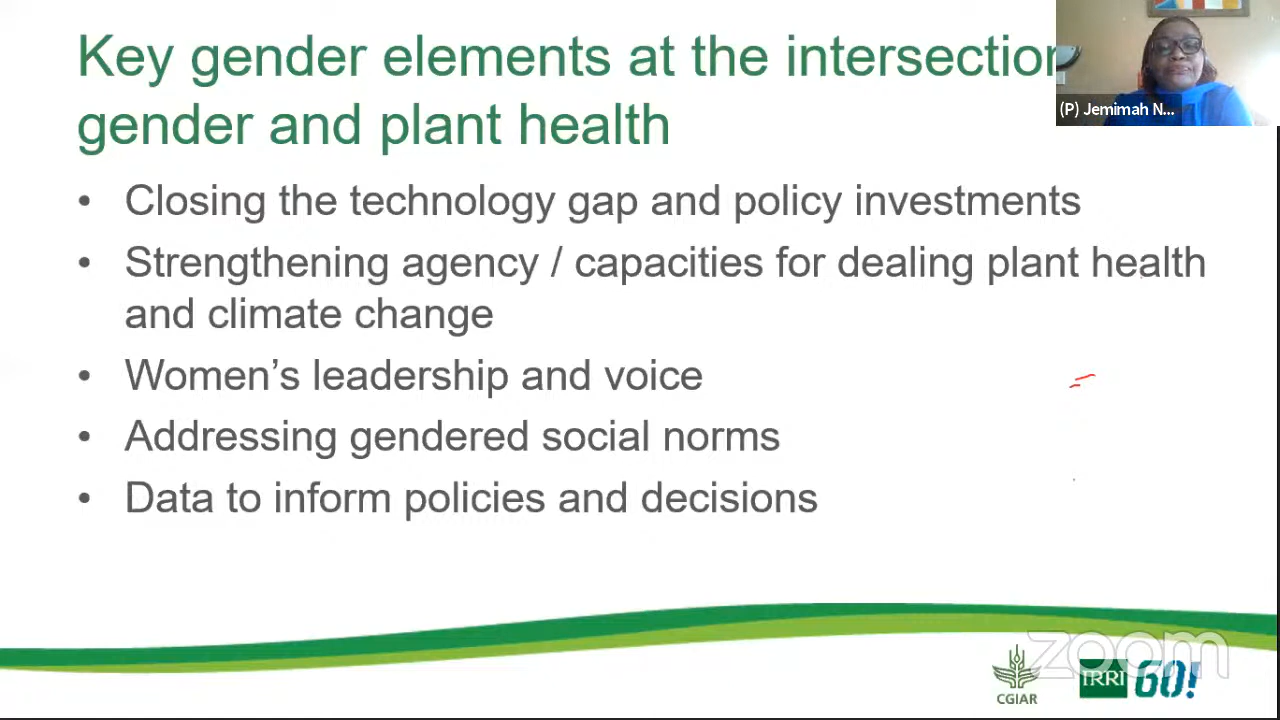 Key gender elements at the intersection
gender and plant health
(P) Jemimah N...
• Closing the technology gap and policy investments
• Strengthening agency / capacities for dealing plant health
and climate change
• Women’s leadership and voice
• Addressing gendered social norms
• Data to inform policies and decisions
zoom
CGIAR
IRRI 60!